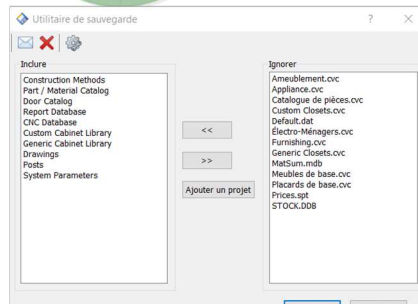 Utilitaire de sauvegarde
Inclure
Construction Methods
Part / Material Catalog
Door Catalog
Report Database
CNC Database
Custom Cabinet Library
Generic Cabinet Library
Drawings
Posts
System Parameters
<<
>>
Ajouter un projet
Ignorer
Ameublement.cvc
Appliance.cvc
Catalogue de pièces.cvc
Custom Closets.cvc
Default.dat
Électro-Ménagers.cvc
Furnishing.cvc
Generic Closets.cvc
MatSum.mdb
Meubles de base.cvc
Placards de base.cvc
Prices.spt
STOCK.DDB